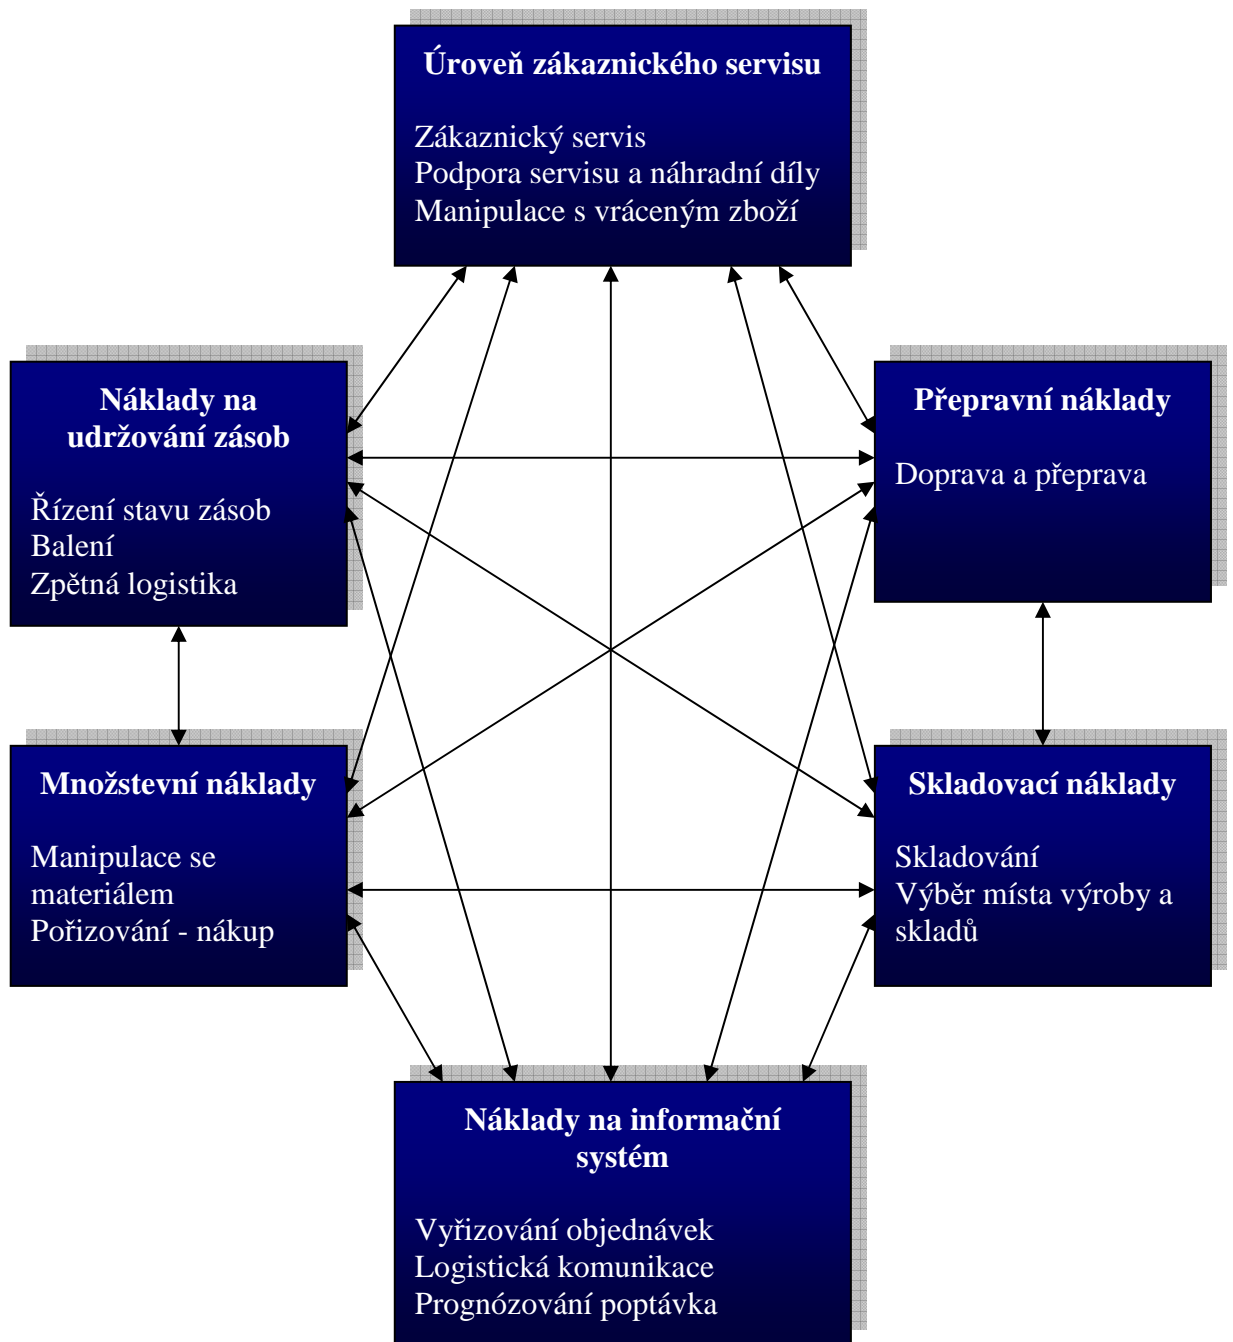 Úroveň zákaznického servisu
Zákaznický servis
Podpora servisu a náhradní díly
Manipulace s vráceným zboží
Náklady na
udržování zásob
Řízení stavu zásob
Balení
Zpětná logistika
Přepravní náklady
Doprava a přeprava
Množstevní náklady
Manipulace se
materiálem
Pořizování - nákup
Skladovací náklady
Skladování
Výběr místa výroby a
skladů
Náklady na informační
systém
Vyřizování objednávek
Logistická komunikace
Prognózování poptávka